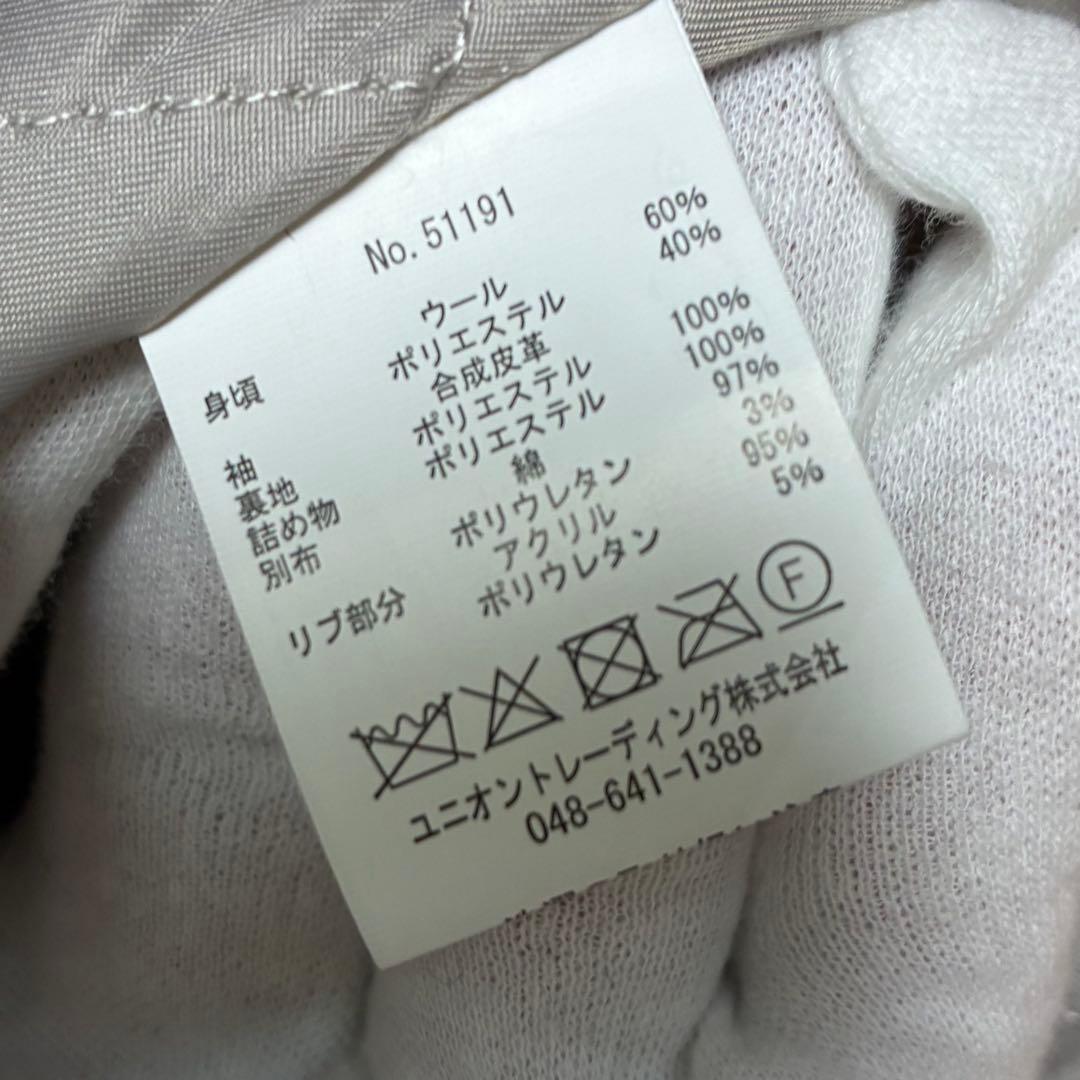 No. 51191
身頃 ウール 60%
ポリエステル 40%
袖 合成皮革
裏地 ポリエステル 100%
詰め物 ポリエステル 100%
別布 綿 97%
ポリウレタン 3%
リブ部分 アクリル 95%
ポリウレタン 5%
F
ユニオントレーディング株式会社
048-641-1388